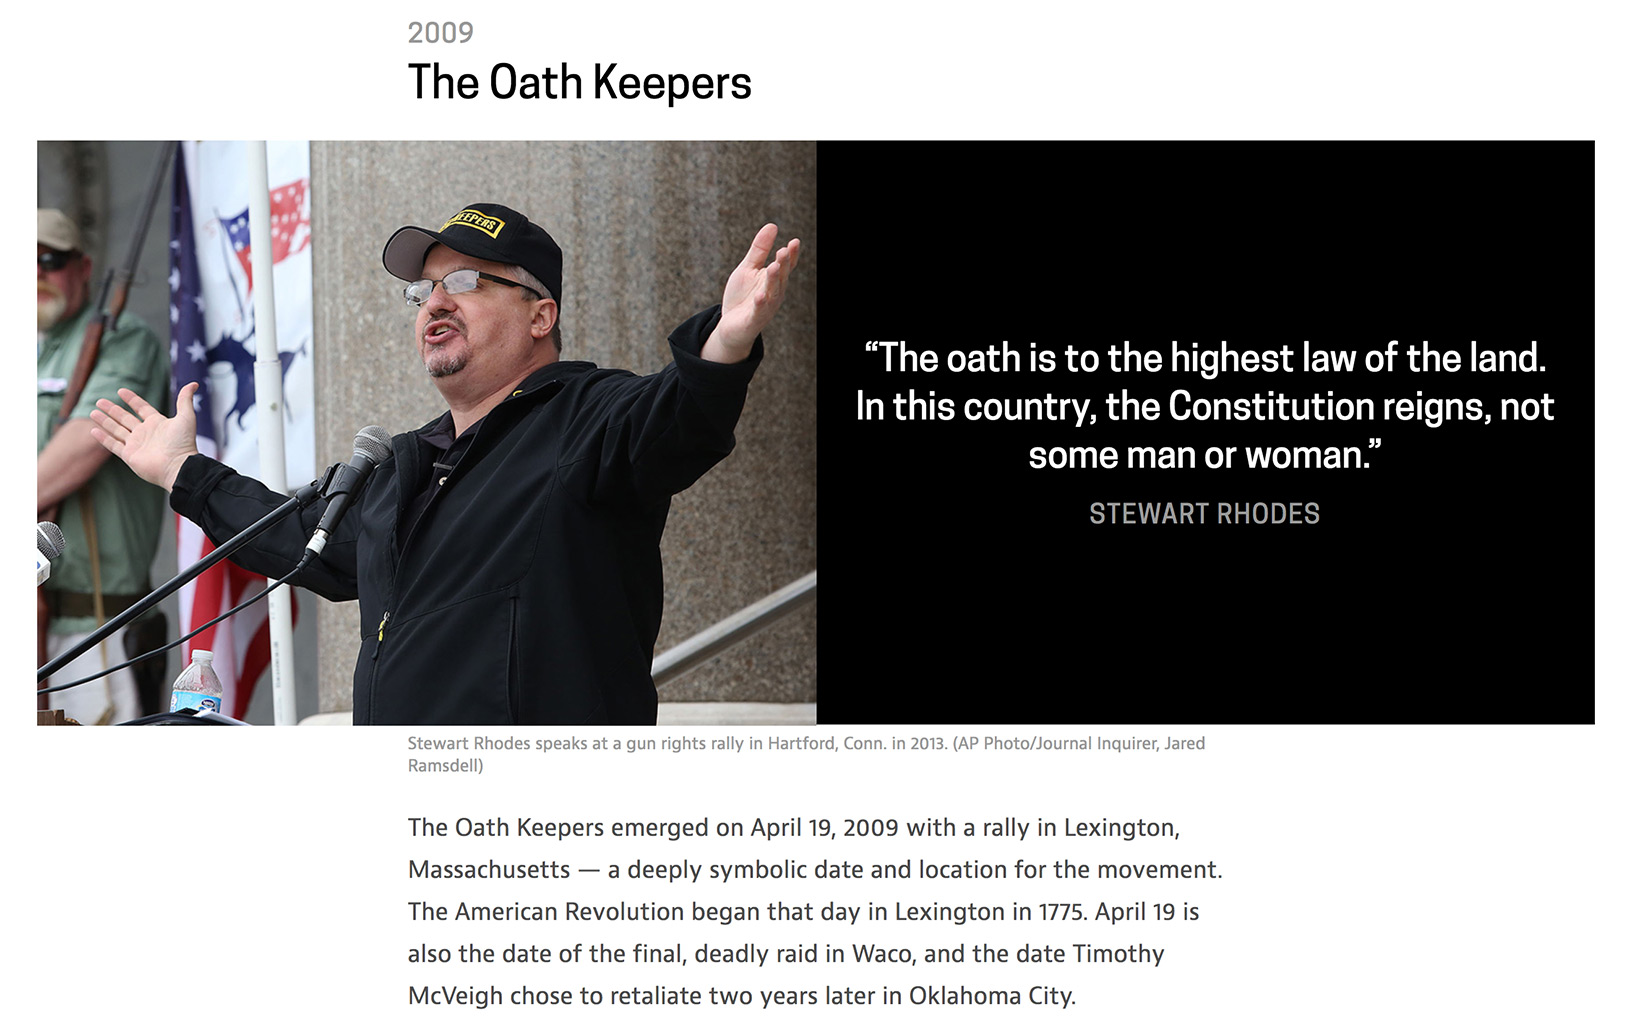 2009
The Oath Keepers
KEEPERS
“The oath is to the highest law of the land.
In this country, the Constitution reigns, not
some man or woman.”
STEWART RHODES
Stewart Rhodes speaks at a gun rights rally in Hartford, Conn. in 2013. (AP Photo/Journal Inquirer, Jared
Ramsdell)
The Oath Keepers emerged on April 19, 2009 with a rally in Lexington,
Massachusetts — a deeply symbolic date and location for the movement.
The American Revolution began that day in Lexington in 1775. April 19 is
also the date of the final, deadly raid in Waco, and the date Timothy
McVeigh chose to retaliate two years later in Oklahoma City.